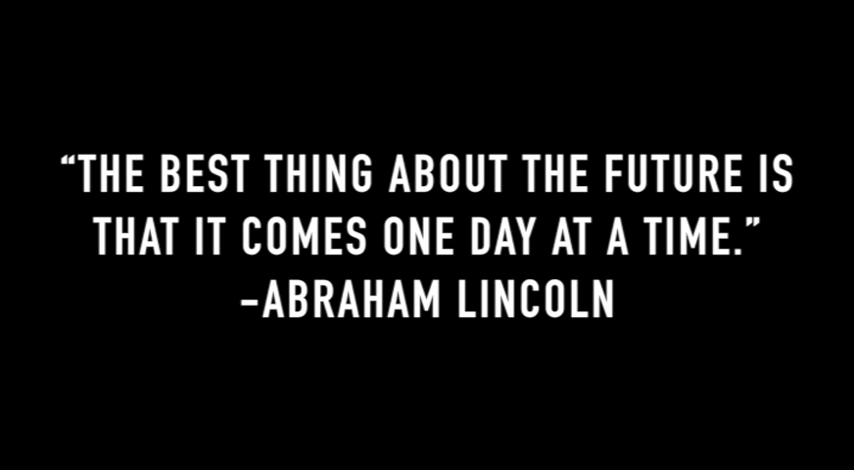 “THE BEST THING ABOUT THE FUTURE IS
THAT IT COMES ONE DAY AT A TIME.”
-ABRAHAM LINCOLN